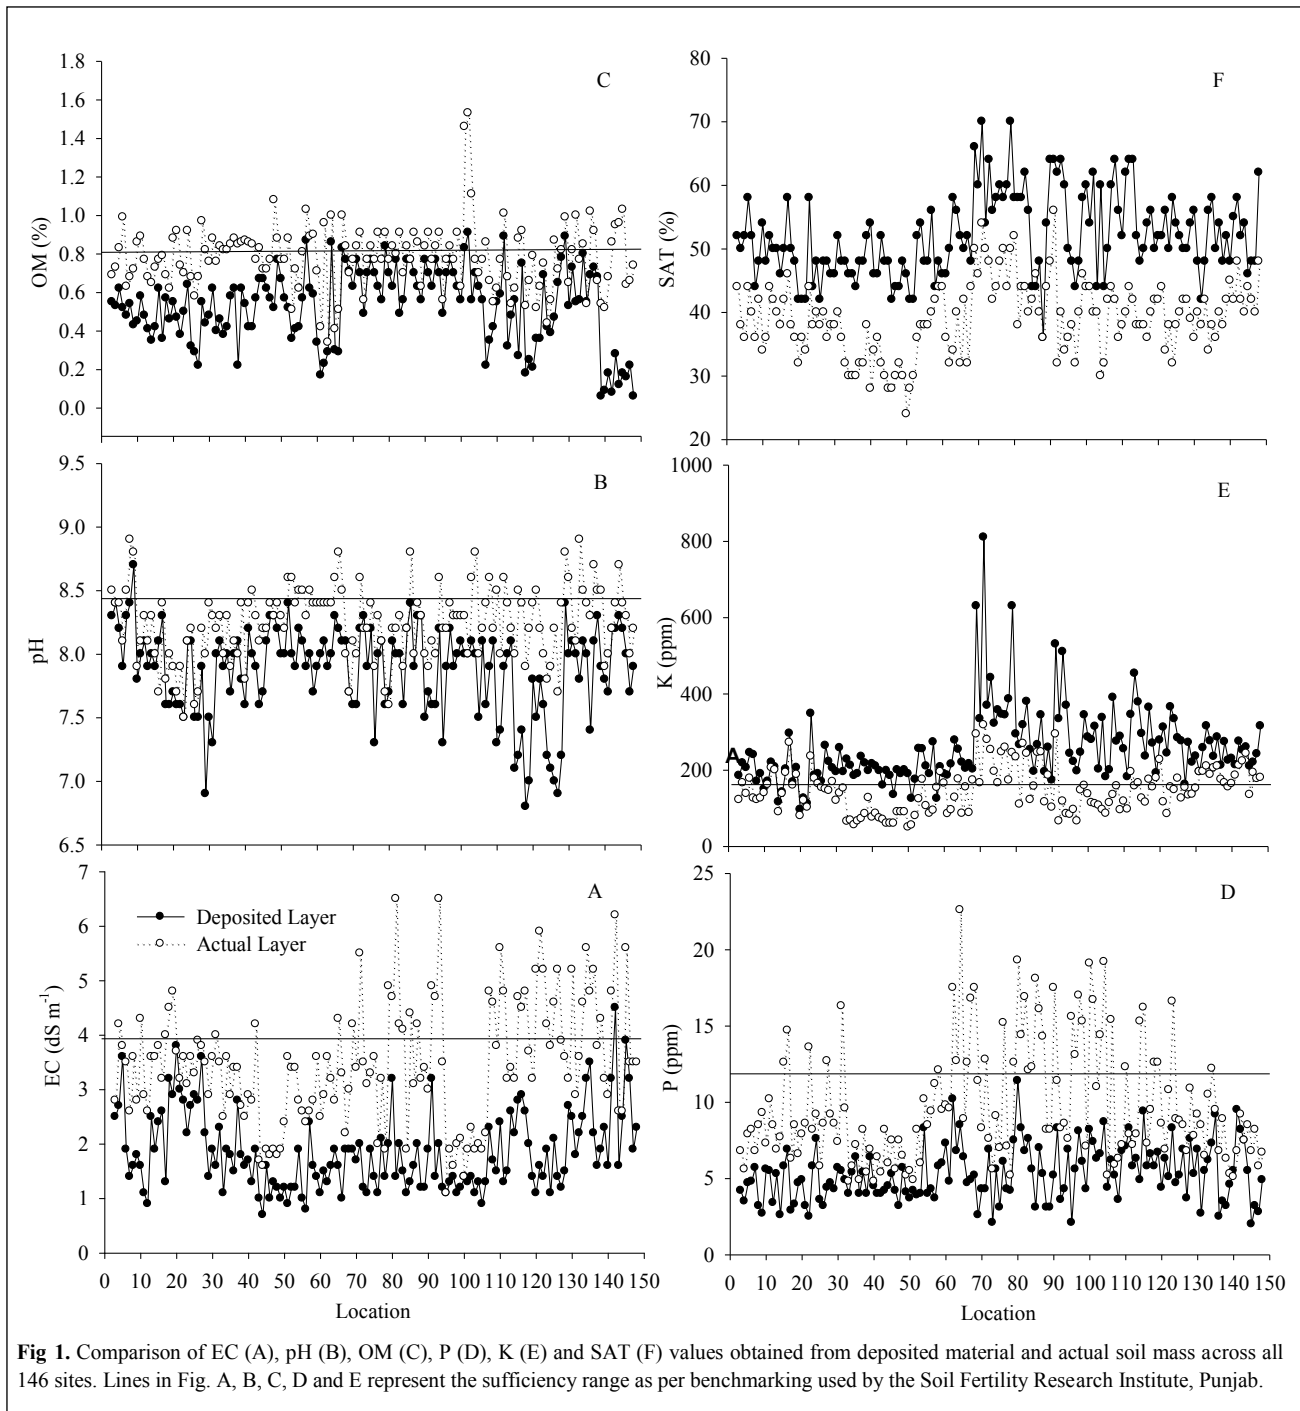 C
OM (%)
1.8
1.6
1.4
1.2
1.0
0.8
0.6
0.4
0.2
0.0
F
SAT (%)
80
70
60
50
40
30
20
B
pH
9.5
9.0
8.5
8.0
7.5
7.0
6.5
E
K (ppm)
1000
800
600
400
200
0
A
A
EC (dS m-1)
7
6
5
4
3
2
1
0
Deposited Layer
Actual Layer
0 10 20 30 40 50 60 70 80 90 100 110 120 130 140 150
Location
D
P (ppm)
25
20
15
10
5
0
0 10 20 30 40 50 60 70 80 90 100 110 120 130 140 150
Location
Fig 1. Comparison of EC (A), pH (B), OM (C), P (D), K (E) and SAT (F) values obtained from deposited material and actual soil mass across all
146 sites. Lines in Fig. A, B, C, D and E represent the sufficiency range as per benchmarking used by the Soil Fertility Research Institute, Punjab.